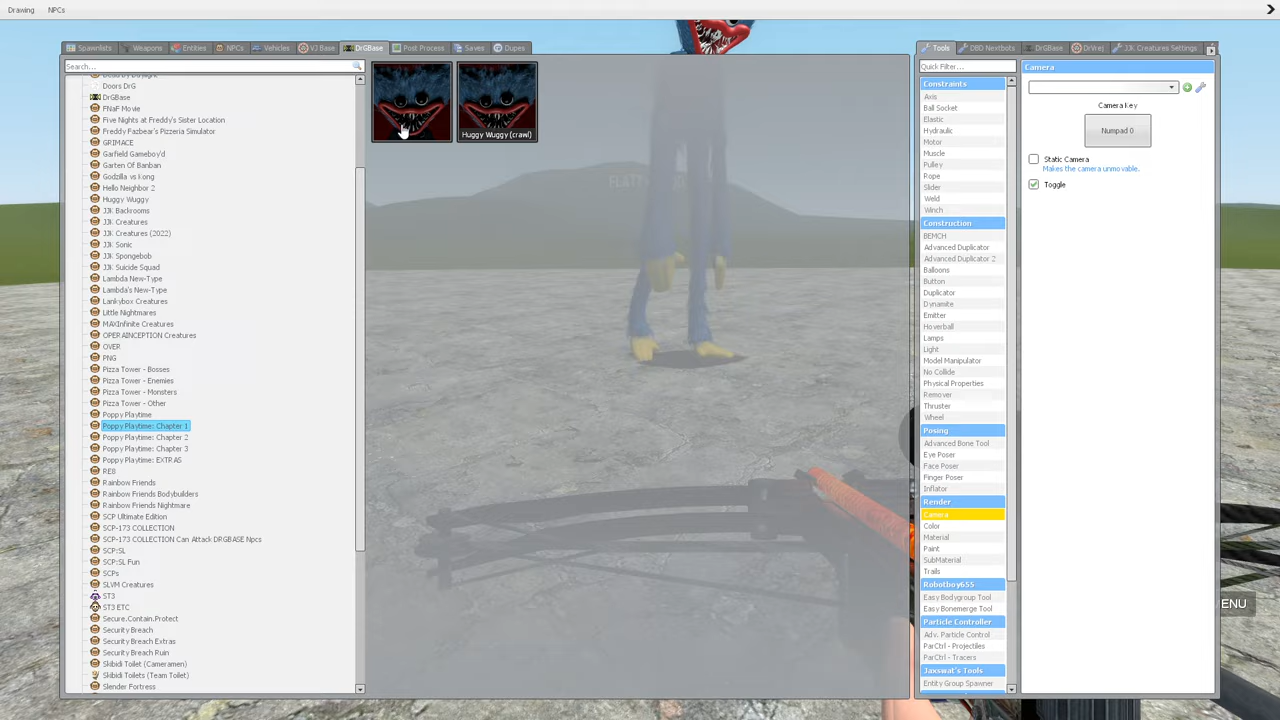 Drawing NPCs
Spawnlists Weapons Entities NPCs Vehicles VJ Base DrGBase Post Process Saves Dupes
Search...
Doors DrG
DrGBase
FNaF Movie
Five Nights at Freddy's Sister Location
Freddy Fazbear's Pizzeria Simulator
GRIMACE
Garfield Gameboy'd
Garten Of Banban
Godzilla vs Kong
Hello Neighbor 2
Huggy Wuggy
JJK Backrooms
JJK Creatures
JJK Creatures (2022)
JJK Sonic
JJK Spongebob
JJK Suicide Squad
Lambda New-Type
Lambda's New-Type
Lankybox Creatures
Little Nightmares
MAXInfinite Creatures
OPERAINCEPTION Creatures
OVER
PNG
Pizza Tower - Bosses
Pizza Tower - Enemies
Pizza Tower - Monsters
Pizza Tower - Other
Poppy Playtime
Poppy Playtime: Chapter 1
Poppy Playtime: Chapter 2
Poppy Playtime: Chapter 3
Poppy Playtime: EXTRAS
RE8
Rainbow Friends
Rainbow Friends Bodybuilders
Rainbow Friends Nightmare
SCP Ultimate Edition
SCP-173 COLLECTION
SCP-173 COLLECTION Can Attack DRGBASE Npcs
SCP:SL
SCP:SL Fun
SCPs
SLVM Creatures
ST3
ST3 ETC
Secure.Contain.Protect
Security Breach
Security Breach Extras
Security Breach Ruin
Skibidi Toilet (Cameramen)
Skibidi Toilets (Team Toilet)
Slender Fortress
Huggy Wuggy (crawl)
Tools DBD Nextbots DrGBase DrVrej JJK Creatures Settings
Quick Filter...
Constraints
Axis
Ball Socket
Elastic
Hydraulic
Motor
Muscle
Pulley
Rope
Slider
Weld
Winch
Construction
BEMCH
Advanced Duplicator
Advanced Duplicator 2
Balloons
Button
Duplicator
Dynamite
Emitter
Hoverball
Lamps
Light
Model Manipulator
No Collide
Physical Properties
Remover
Thruster
Wheel
Posing
Advanced Bone Tool
Eye Poser
Face Poser
Finger Poser
Inflator
Render
Camera
Color
Material
Paint
SubMaterial
Trails
Robotboy655
Easy Bodygroup Tool
Easy Bonemerge Tool
Particle Controller
Adv. Particle Control
ParCtrl - Projectiles
ParCtrl - Tracers
Jaxswat's Tools
Entity Group Spawner
Camera
Camera Key
Numpad 0
Static Camera
Makes the camera unmovable.
Toggle
ENU